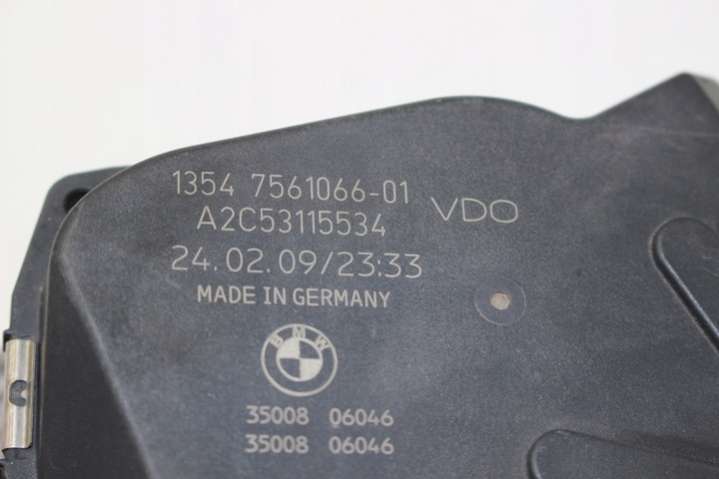 1354 7561066-01 VDO
A2C53115534
24.02.09/23:33
MADE IN GERMANY
BMW
35008 06046
35008 06046